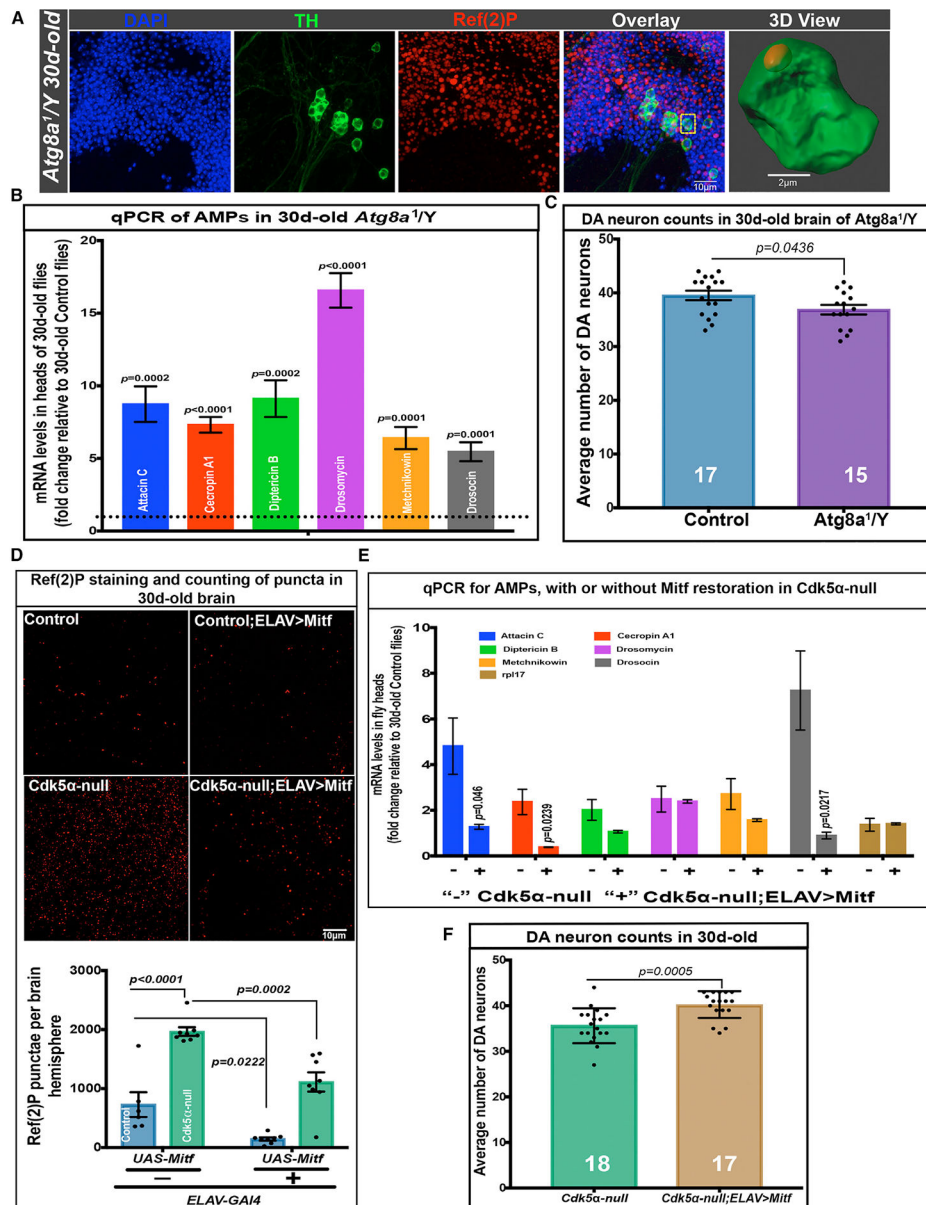 A
Atg8a¹/Y 30d-old
DAPI
TH
Ref(2)P
Overlay
3D View
10μm
2μm
B
qPCR of AMPs in 30d-old Atg8a¹/Y
mRNA levels in heads of 30d-old flies
(fold change relative to 30d-old Control flies)
20
15
10
5
0
p=0.0002
p<0.0001
p=0.0002
p<0.0001
p=0.0001
p=0.0001
Attacin C
Cecropin A1
Diptericin B
Drosomycin
Metchnikowin
Drosocin
C
DA neuron counts in 30d-old brain of Atg8a¹/Y
Average number of DA neurons
50
40
30
20
10
0
p=0.0436
17
15
Control
Atg8a¹/Y
D
Ref(2)P staining and counting of puncta in
30d-old brain
Control
Control;ELAV>Mitf
Cdk5α-null
Cdk5α-null;ELAV>Mitf
10μm
Ref(2)P punctae per brain
hemisphere
3000
2000
1000
0
p<0.0001
p=0.0002
p=0.0222
Control
Cdk5α-null
UAS-Mitf
UAS-Mitf
−
+
ELAV-GAl4
E
qPCR for AMPs, with or without Mitf restoration in Cdk5α-null
mRNA levels in fly heads
(fold change relative to 30d-old Control flies)
10
8
6
4
2
0
Attacin C
Cecropin A1
Diptericin B
Drosomycin
Metchnikowin
Drosocin
rpl17
p=0.046
p=0.0239
p=0.0217
- + - + - + - + - + - + - +
“-” Cdk5α-null “+” Cdk5α-null;ELAV>Mitf
F
DA neuron counts in 30d-old
Average number of DA neurons
50
40
30
20
10
0
p=0.0005
18
17
Cdk5α-null
Cdk5α-null;ELAV>Mitf